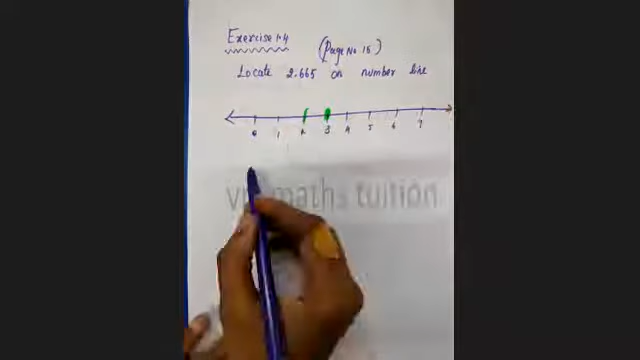 Exercise 1.4
(Page No 15)
Locate 2.665 on number line
0 1 2 3 4 5 6 7
maths tuition